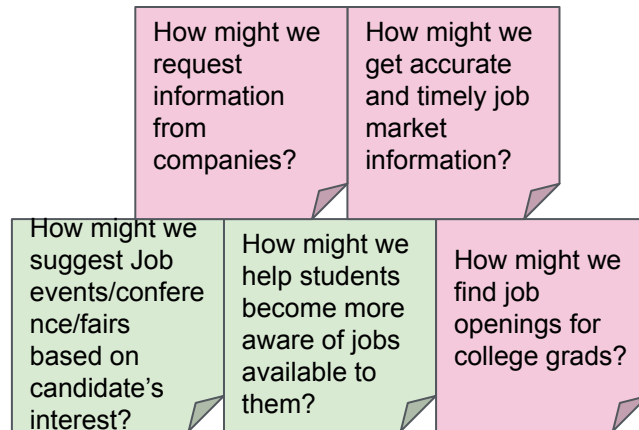 How might we
request
information
from
companies?
How might we
get accurate
and timely job
market
information?
How might we
suggest Job
events/confere
nce/fairs
based on
candidate's
interest?
How might we
help students
become more
aware of jobs
available to
them?
How might we
find job
openings for
college grads?